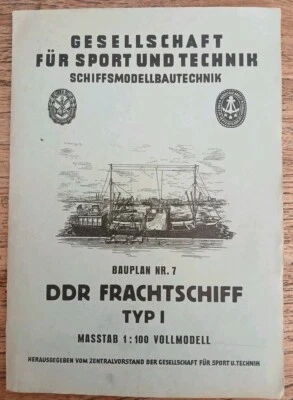 GESELLSCHAFT
FÜR SPORT UND TECHNIK
SCHIFFSMODELLBAUTECHNIK
BAUPLAN NR. 7
DDR FRACHTSCHIFF
TYP I
MASSTAB 1:100 VOLLMODELL
HERAUSGEGEBEN VOM ZENTRALVORSTAND DER GESELLSCHAFT FÜR SPORT U. TECHNIK